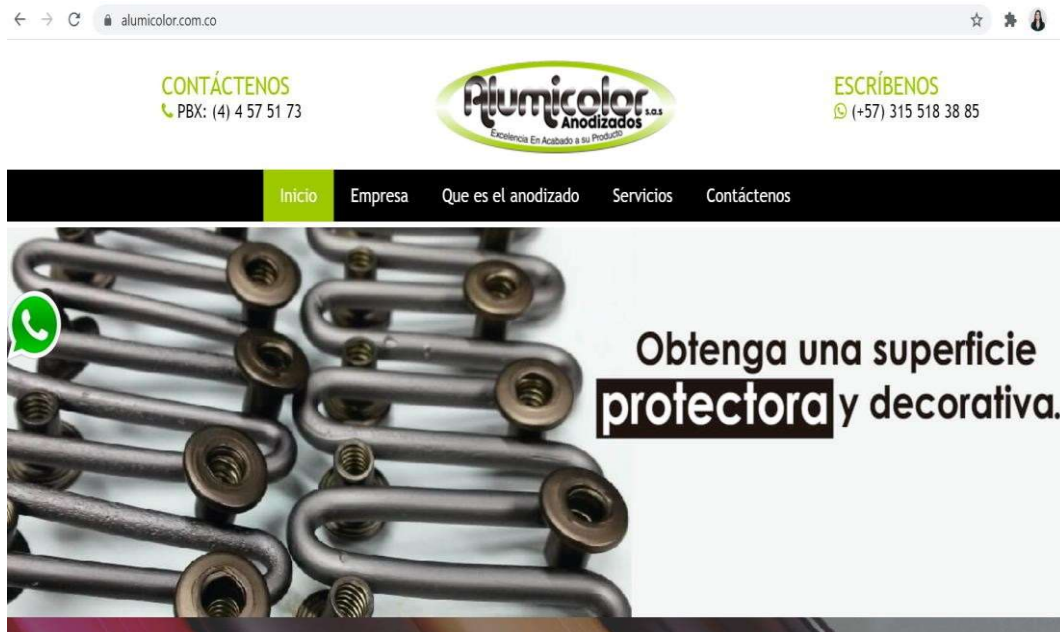 alumicolor.com.co
CONTÁCTENOS
PBX: (4) 4 57 51 73
Alumicolor s.a.s
Anodizados
Excelencia En Acabado a su Producto
ESCRÍBENOS
(+57) 315 518 38 85
Inicio Empresa Que es el anodizado Servicios Contáctenos
Obtenga una superficie
protectora y decorativa.